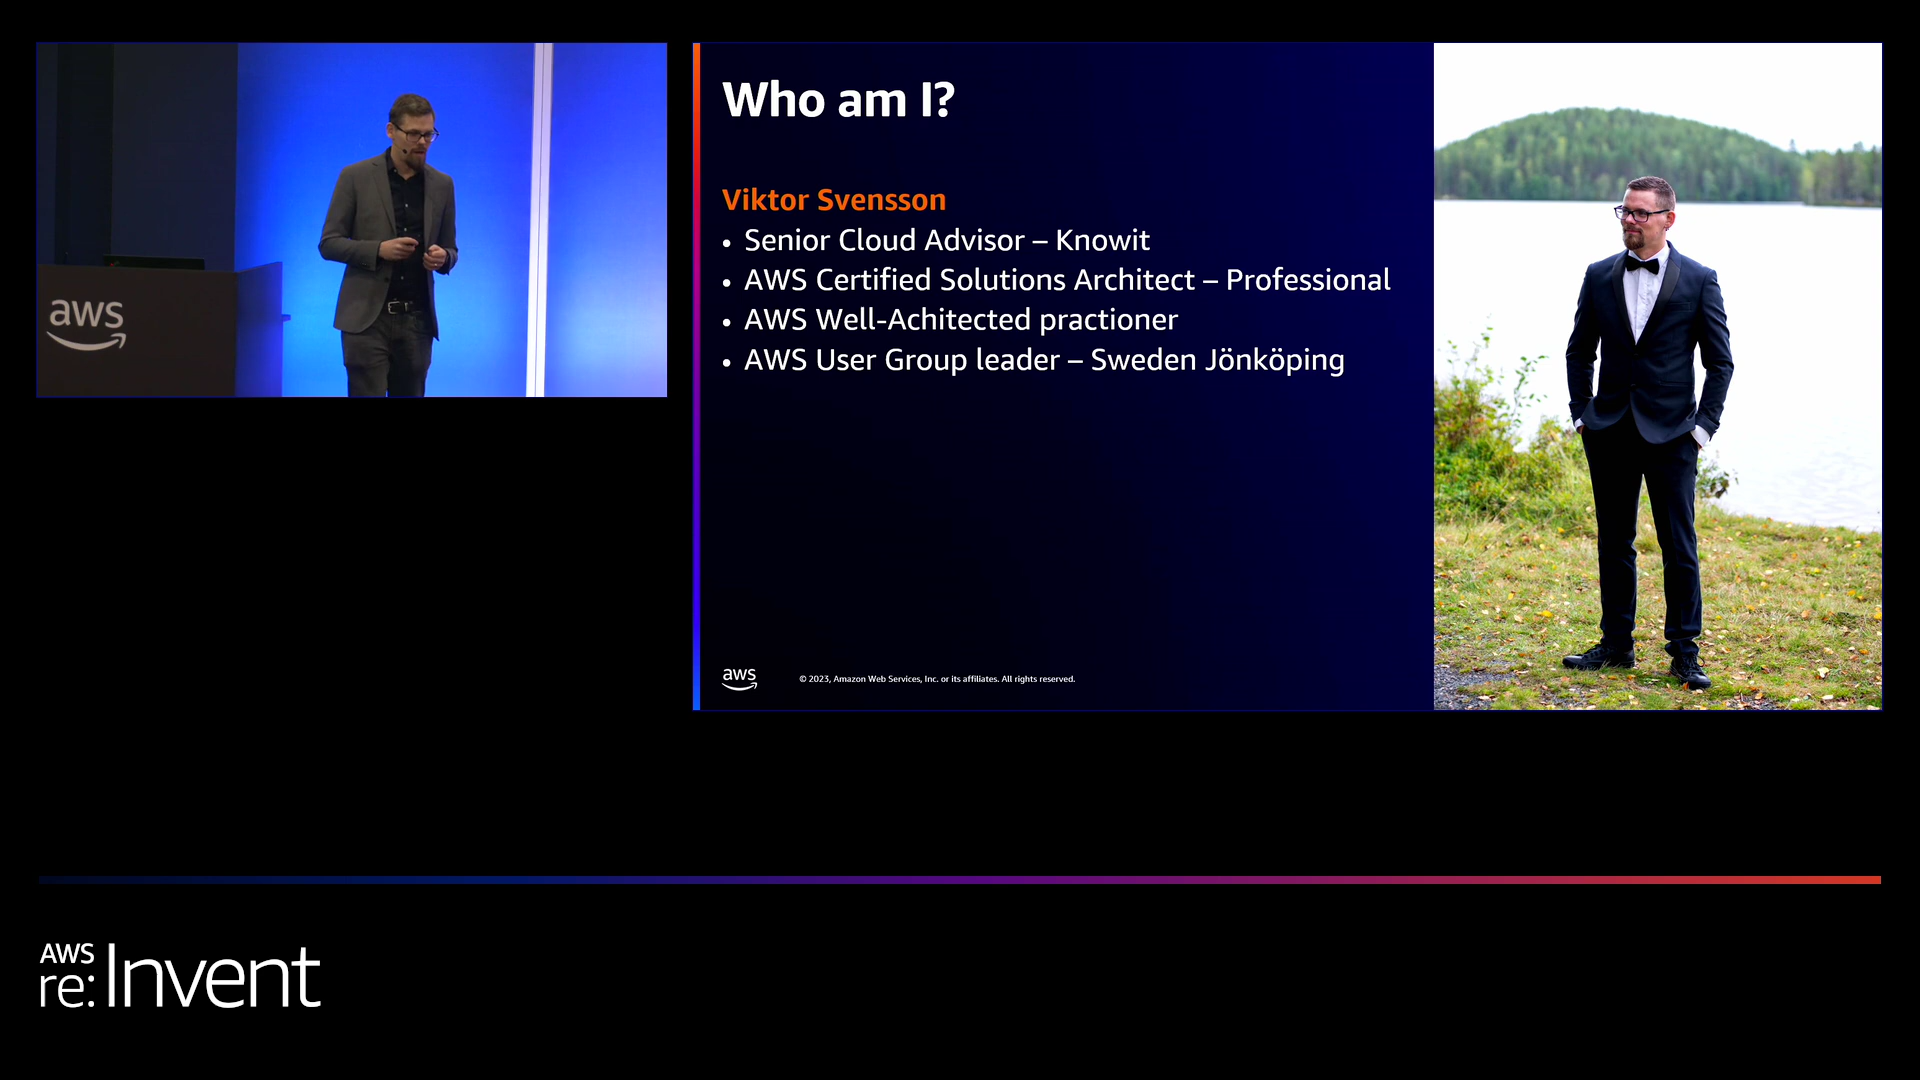 aws
Who am I?
Viktor Svensson
• Senior Cloud Advisor – Knowit
• AWS Certified Solutions Architect – Professional
• AWS Well-Achitected practioner
• AWS User Group leader – Sweden Jönköping
aws
© 2023, Amazon Web Services, Inc. or its affiliates. All rights reserved.
AWS
re:Invent